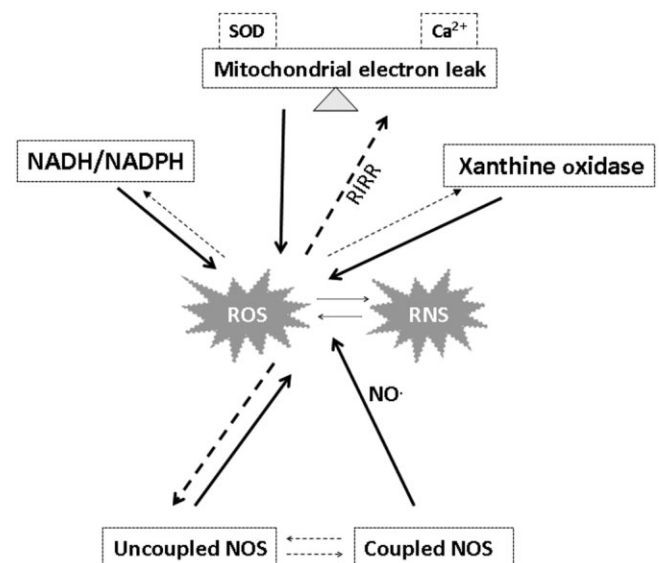 SOD
Ca²⁺
Mitochondrial electron leak
NADH/NADPH
Xanthine oxidase
RIRR
ROS
RNS
NO·
Uncoupled NOS
Coupled NOS